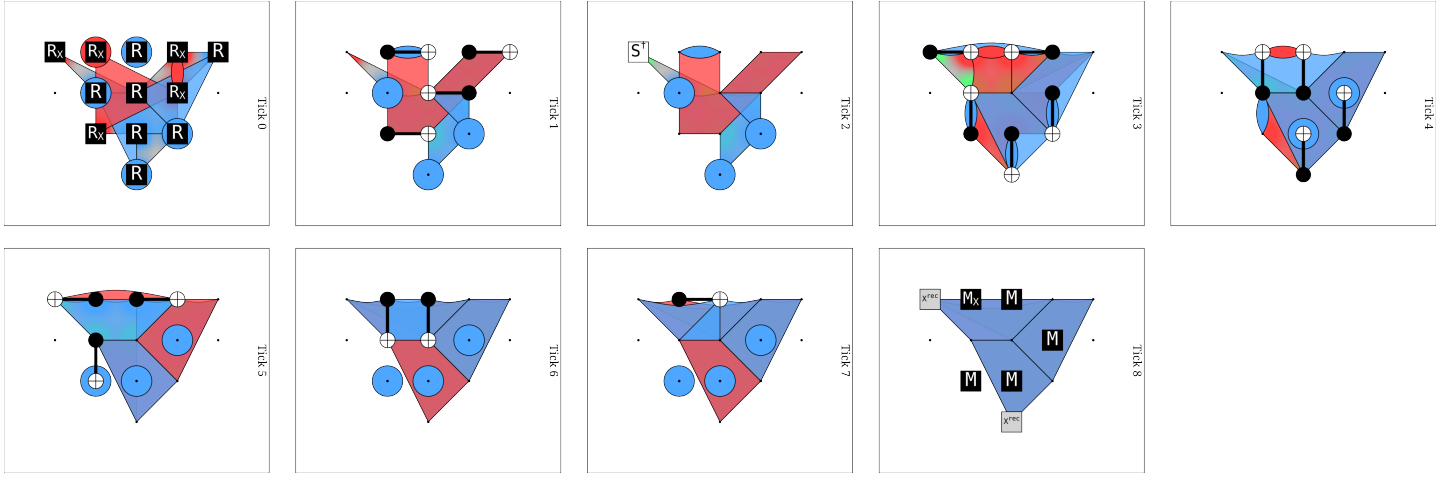 Rx Rx R Rx R
R R Rx
Rx R R
R
Tick 0
Tick 1
S†
Tick 2
Tick 3
Tick 4
Tick 5
Tick 6
Tick 7
Xrec Mx M
M
M M
Xrec
Tick 8